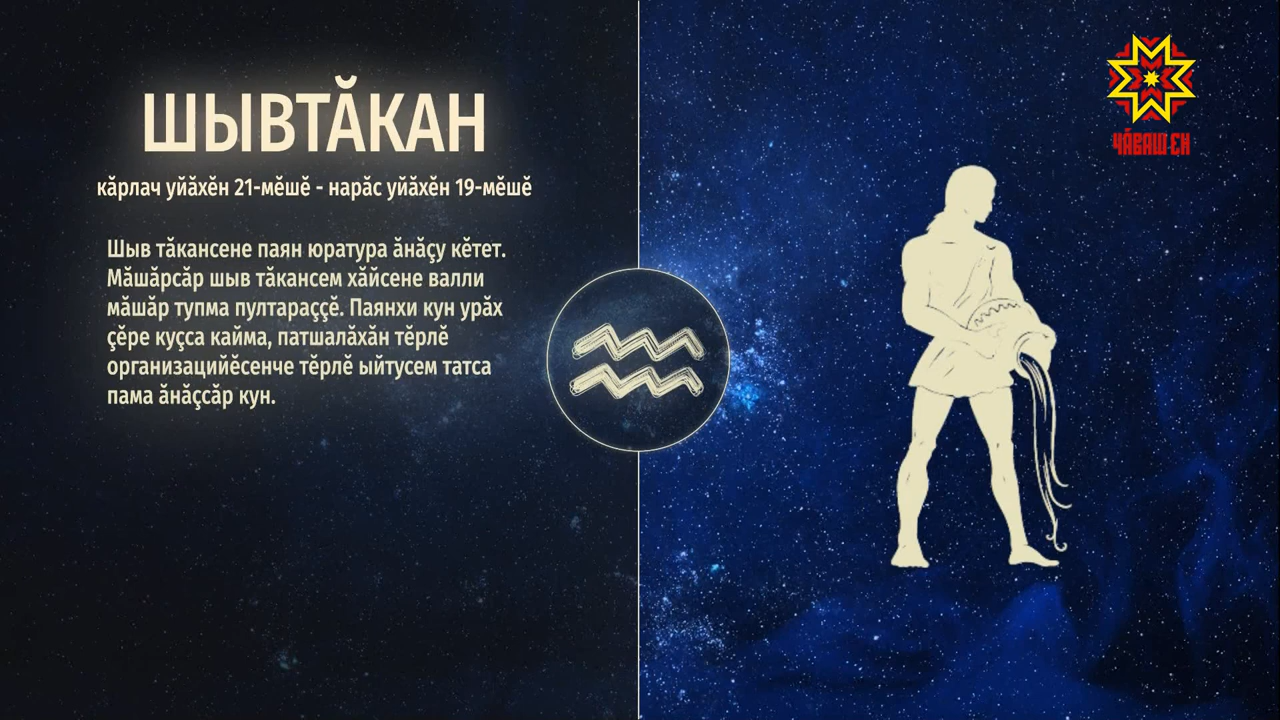 ШЫВТӐКАН
кӑрлач уйӑхӗн 21-мӗшӗ - нарӑс уйӑхӗн 19-мӗшӗ
Шыв тӑкансене паян юратура ӑнӑҫу кӗтет.
Мӑшӑрсӑр шыв тӑкансем хӑйсене валли
мӑшӑр тупма пултараҫҫӗ. Паянхи кун урӑх
ҫӗре куҫса кайма, патшалӑхӑн тӗрлӗ
организацийӗсенче тӗрлӗ ыйтусем татса
пама ӑнӑҫсӑр кун.
ЧӐВАШ ЕН